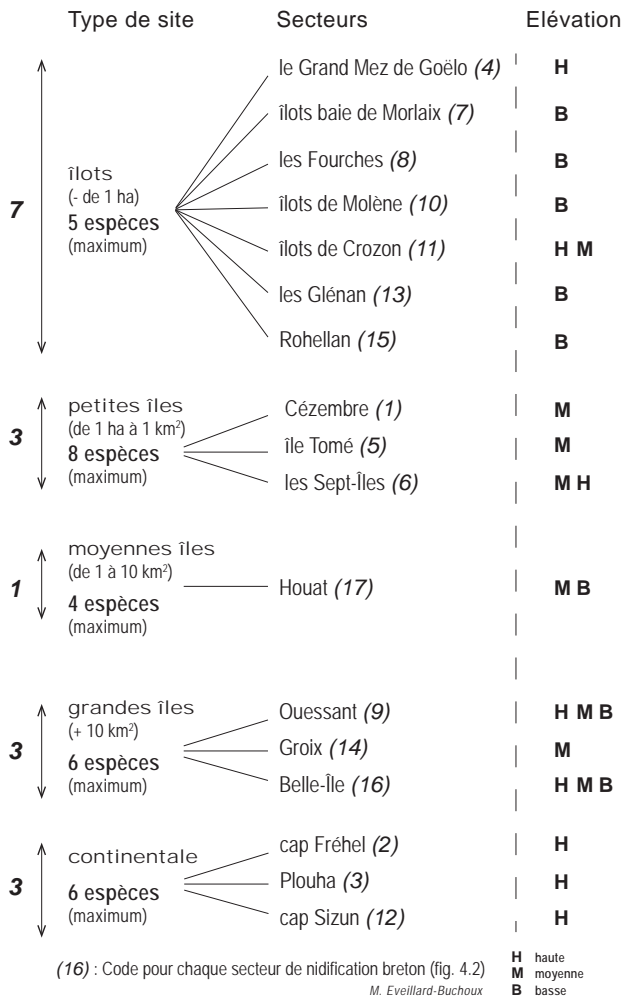 Type de site Secteurs Elévation
le Grand Mez de Goëlo (4) H
îlots baie de Morlaix (7) B
les Fourches (8) B
îlots
(- de 1 ha)
îlots de Molène (10) B
7
5 espèces
(maximum)
îlots de Crozon (11) H M
les Glénan (13) B
Rohellan (15) B
petites îles
(de 1 ha à 1 km²)
Cézembre (1) M
3
8 espèces
(maximum)
île Tomé (5) M
les Sept-Îles (6) M H
moyennes îles
(de 1 à 10 km²)
1
4 espèces
(maximum)
Houat (17) M B
grandes îles
(+ 10 km²)
Ouessant (9) H M B
3
6 espèces
(maximum)
Groix (14) M
Belle-Île (16) H M B
continentale
cap Fréhel (2) H
3
6 espèces
(maximum)
Plouha (3) H
cap Sizun (12) H
(16) : Code pour chaque secteur de nidification breton (fig. 4.2)
M. Eveillard-Buchoux
H haute
M moyenne
B basse